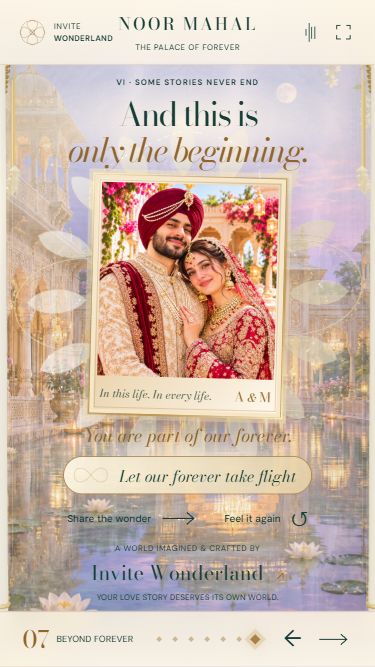 INVITE
WONDERLAND
NOOR MAHAL
THE PALACE OF FOREVER
VI · SOME STORIES NEVER END
And this is
only the beginning.
In this life. In every life.
A & M
You are part of our forever.
Let our forever take flight
Share the wonder
Feel it again
A WORLD IMAGINED & CRAFTED BY
Invite Wonderland
YOUR LOVE STORY DESERVES ITS OWN WORLD.
07 BEYOND FOREVER